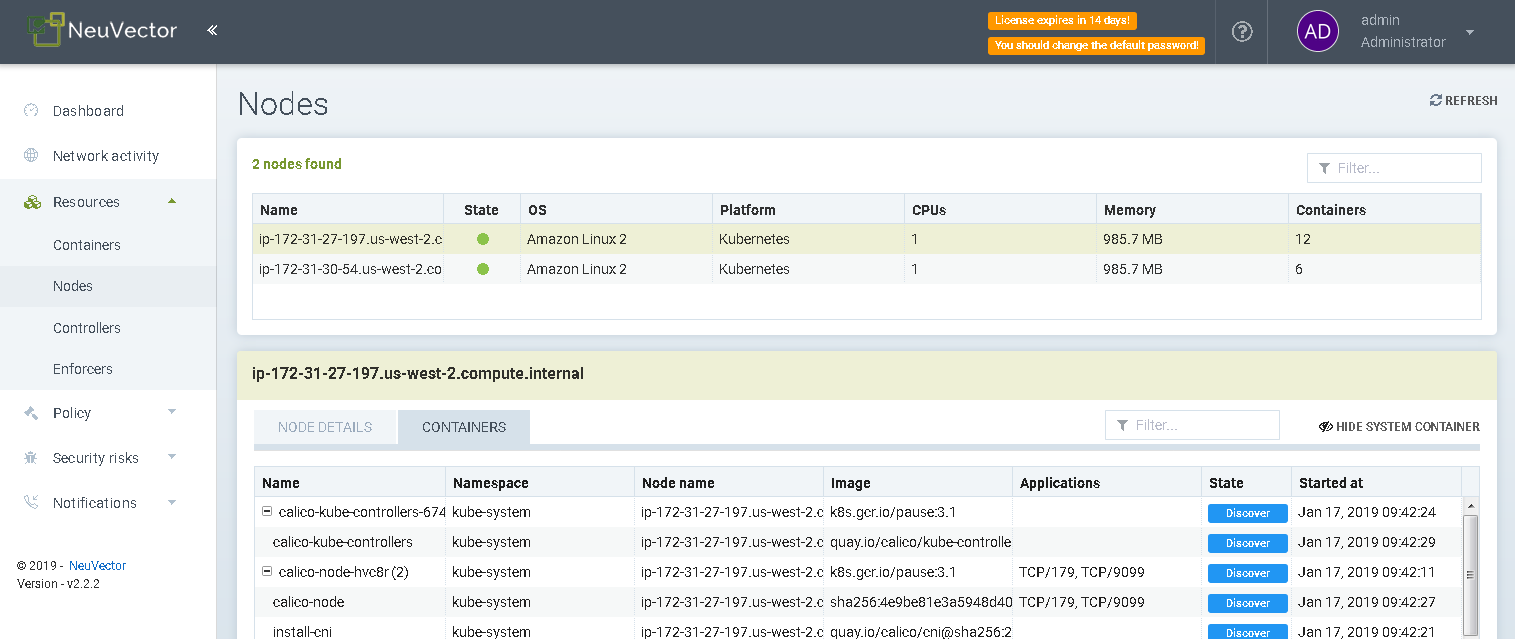 NeuVector «
License expires in 14 days!
You should change the default password!
AD
admin
Administrator
Dashboard
Network activity
Resources
Containers
Nodes
Controllers
Enforcers
Policy
Security risks
Notifications
© 2019 - NeuVector
Version - v2.2.2
Nodes
REFRESH
2 nodes found
Filter...
Name State OS Platform CPUs Memory Containers
ip-172-31-27-197.us-west-2.c Amazon Linux 2 Kubernetes 1 985.7 MB 12
ip-172-31-30-54.us-west-2.co Amazon Linux 2 Kubernetes 1 985.7 MB 6
ip-172-31-27-197.us-west-2.compute.internal
NODE DETAILS CONTAINERS Filter... HIDE SYSTEM CONTAINER
Name Namespace Node name Image Applications State Started at
calico-kube-controllers-674 kube-system ip-172-31-27-197.us-west-2.c k8s.gcr.io/pause:3.1 Discover Jan 17, 2019 09:42:24
calico-kube-controllers kube-system ip-172-31-27-197.us-west-2.c quay.io/calico/kube-controlle Discover Jan 17, 2019 09:42:29
calico-node-hvc8r (2) kube-system ip-172-31-27-197.us-west-2.c k8s.gcr.io/pause:3.1 TCP/179, TCP/9099 Discover Jan 17, 2019 09:42:11
calico-node kube-system ip-172-31-27-197.us-west-2.c sha256:4e9be81e3a5948d40 TCP/179, TCP/9099 Discover Jan 17, 2019 09:42:27
install-cni kube-system ip-172-31-27-197.us-west-2.c quay.io/calico/cni@sha256:2 Discover Jan 17, 2019 09:42:21